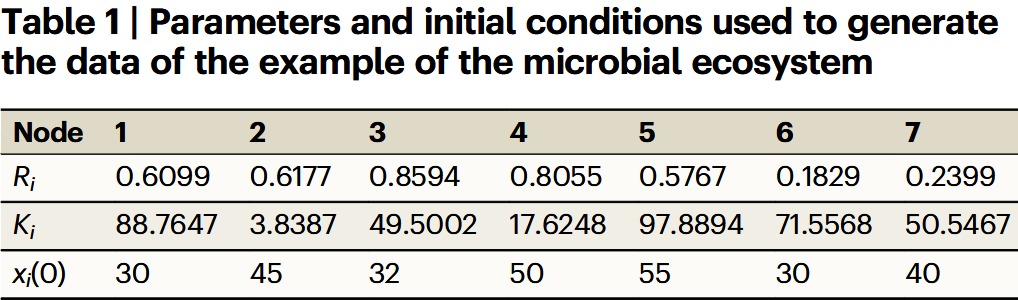 Table 1 | Parameters and initial conditions used to generate
the data of the example of the microbial ecosystem
Node 1 2 3 4 5 6 7
Rᵢ 0.6099 0.6177 0.8594 0.8055 0.5767 0.1829 0.2399
Kᵢ 88.7647 3.8387 49.5002 17.6248 97.8894 71.5568 50.5467
xᵢ(0) 30 45 32 50 55 30 40